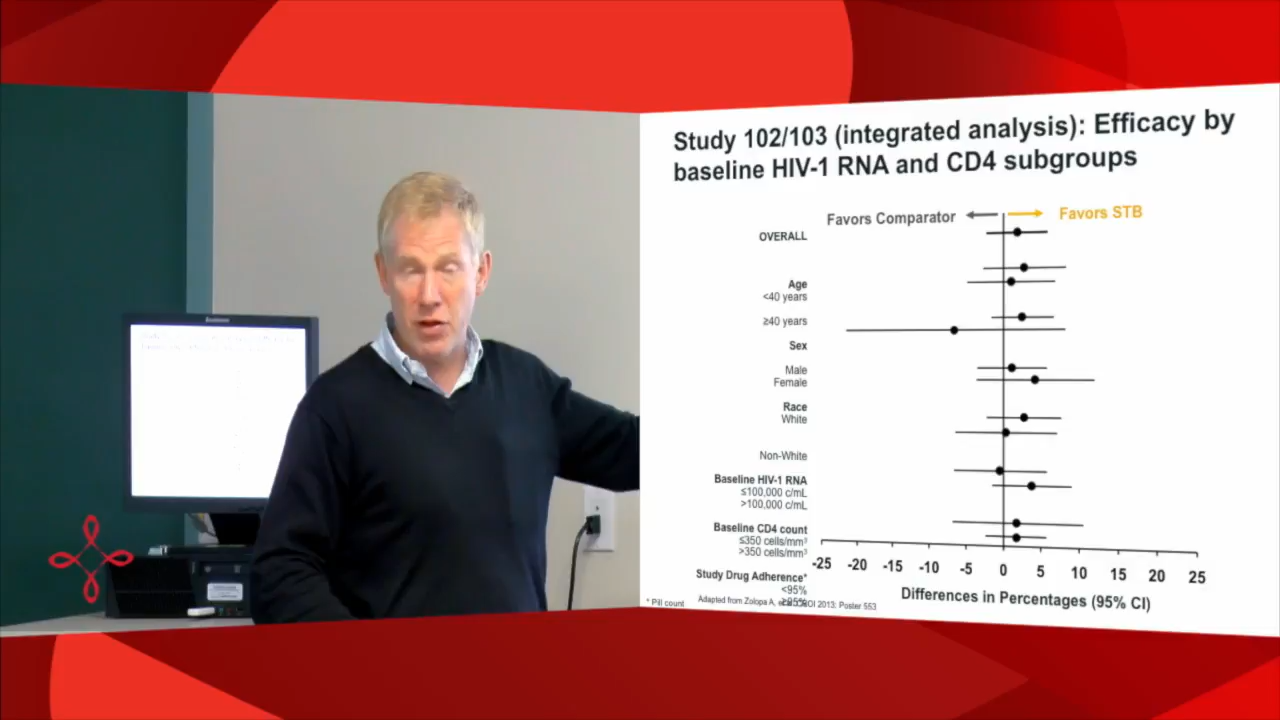 Study 102/103 (integrated analysis): Efficacy by
baseline HIV-1 RNA and CD4 subgroups
Favors Comparator
Favors STB
OVERALL
Age
<40 years
≥40 years
Sex
Male
Female
Race
White
Non-White
Baseline HIV-1 RNA
≤100,000 c/mL
>100,000 c/mL
Baseline CD4 count
≤350 cells/mm³
>350 cells/mm³
Study Drug Adherence*
<95%
≥95%
-25 -20 -15 -10 -5 0 5 10 15 20 25
Differences in Percentages (95% CI)
* Pill count
Adapted from Zolopa A, CROI 2013; Poster 553